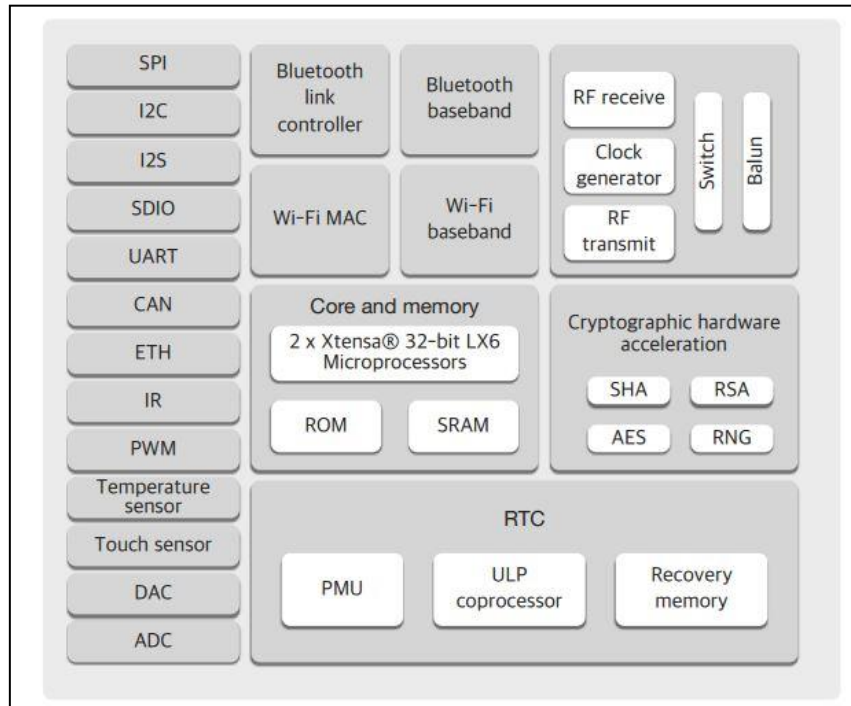 SPI
I2C
I2S
SDIO
UART
CAN
ETH
IR
PWM
Temperature
sensor
Touch sensor
DAC
ADC
Bluetooth
link
controller
Bluetooth
baseband
Wi-Fi MAC
Wi-Fi
baseband
RF receive
Clock
generator
RF
transmit
Switch
Balun
Core and memory
2 x Xtensa® 32-bit LX6
Microprocessors
ROM
SRAM
Cryptographic hardware
acceleration
SHA
RSA
AES
RNG
RTC
PMU
ULP
coprocessor
Recovery
memory